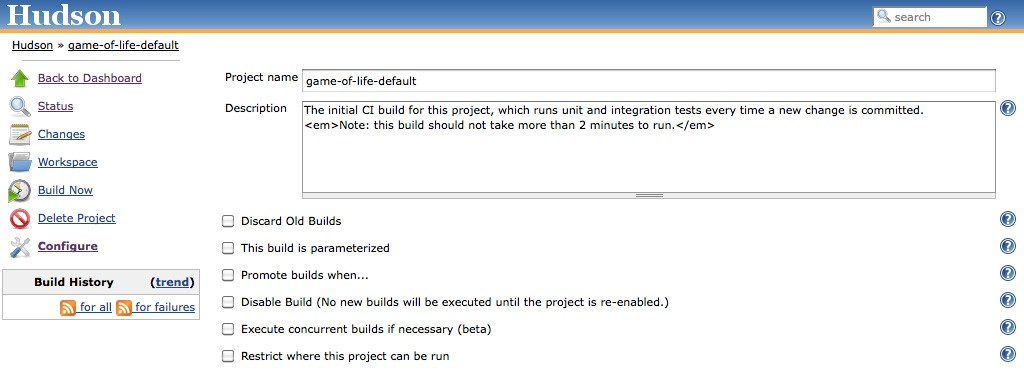 Hudson
search
Hudson » game-of-life-default
Back to Dashboard
Status
Changes
Workspace
Build Now
Delete Project
Configure
Build History (trend)
for all for failures
Project name game-of-life-default
Description
The initial CI build for this project, which runs unit and integration tests every time a new change is committed.
<em>Note: this build should not take more than 2 minutes to run.</em>
Discard Old Builds
This build is parameterized
Promote builds when...
Disable Build (No new builds will be executed until the project is re-enabled.)
Execute concurrent builds if necessary (beta)
Restrict where this project can be run